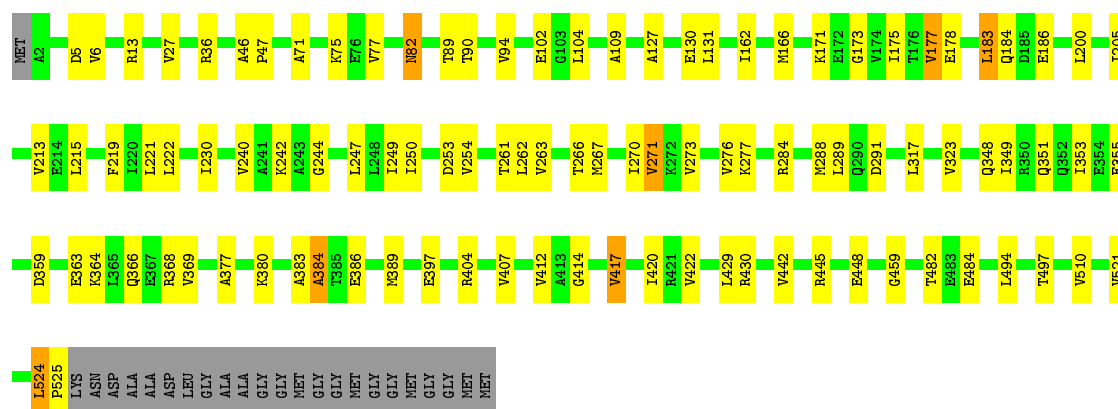 MET A2 D5 V6 R13 V27 R36 A46 P47 A71 K75 E76 V77 N82 T89 T90 V94 E102 G103 L104 A109 A127 E130 L131 I162 M166 K171 E172 G173 V174 I175 T176 V177 E178 L183 Q184 D185 E186 L200
V213 E214 L215 F219 I220 L221 L222 I230 V240 A241 K242 A243 G244 L247 L248 I249 I250 D253 V254 T261 L262 V263 T266 M267 I270 V271 K272 V273 V276 K277 R284 M288 L289 Q290 D291 L317 V323 Q348 I349 R350 Q351 Q352 I353 E354
D359 E363 K364 L365 Q366 E367 R368 V369 A377 K380 A383 A384 T385 E386 M389 E397 R404 V407 V412 A413 G414 V417 I420 R421 V422 L429 R430 V442 R445 E448 G459 T482 E483 E484 L494 T497 V510
L524 P525 LYS ASN ASP ALA ALA ASP LEU GLY ALA ALA GLY GLY MET GLY GLY MET GLY GLY MET GLY GLY MET MET